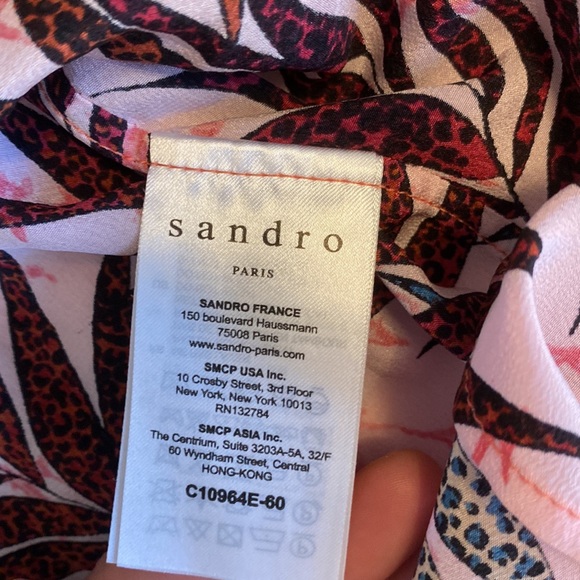 sandro
PARIS
SANDRO FRANCE
150 boulevard Haussmann
75008 Paris
www.sandro-paris.com
SMCP USA Inc.
10 Crosby Street, 3rd Floor
New York, New York 10013
RN132784
SMCP ASIA Inc.
The Centrium, Suite 3203A-5A, 32/F
60 Wyndham Street, Central
HONG-KONG
C10964E-60